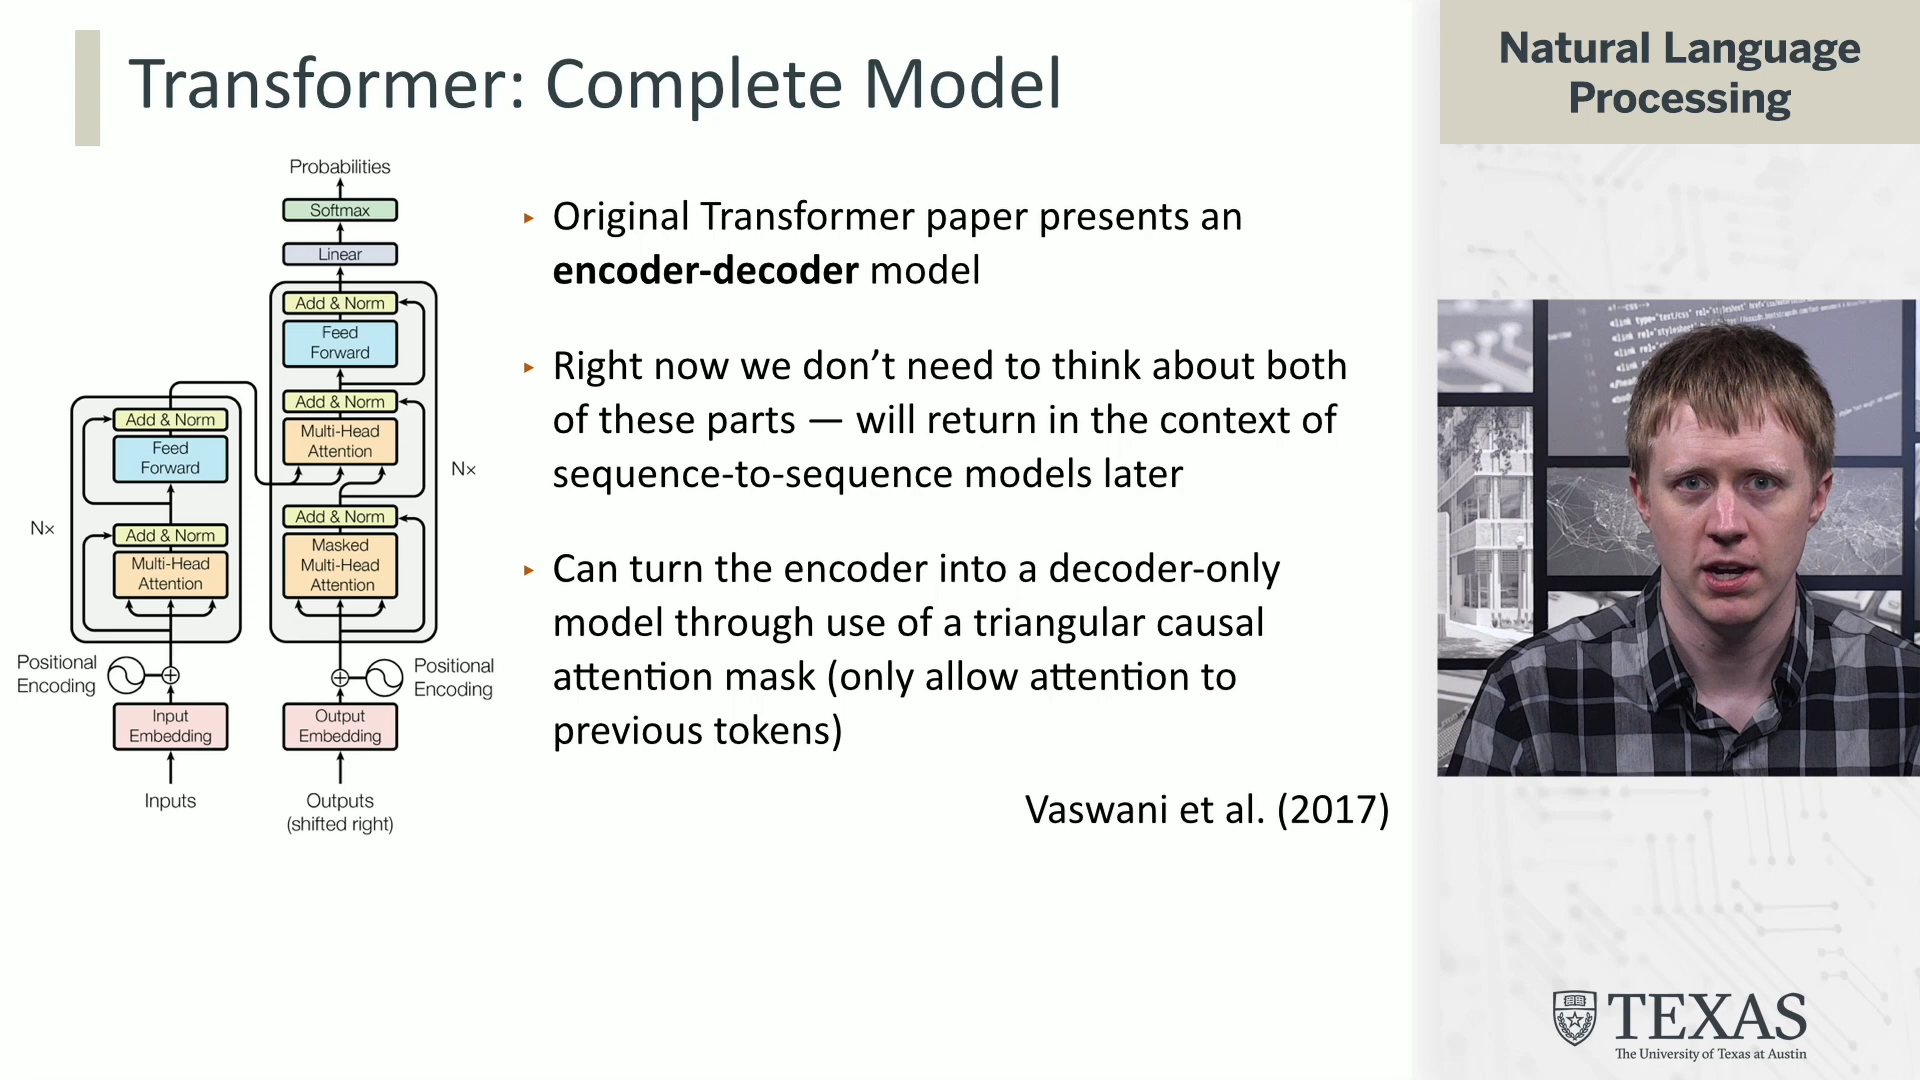 Transformer: Complete Model
Natural Language
Processing
Probabilities
Softmax
Linear
Add & Norm
Feed
Forward
Add & Norm
Multi-Head
Attention
Add & Norm
Masked
Multi-Head
Attention
Nx
Add & Norm
Feed
Forward
Add & Norm
Multi-Head
Attention
Nx
Positional
Encoding
Positional
Encoding
Input
Embedding
Output
Embedding
Inputs
Outputs
(shifted right)
‣ Original Transformer paper presents an
encoder-decoder model
‣ Right now we don’t need to think about both
of these parts — will return in the context of
sequence-to-sequence models later
‣ Can turn the encoder into a decoder-only
model through use of a triangular causal
attention mask (only allow attention to
previous tokens)
Vaswani et al. (2017)
TEXAS
The University of Texas at Austin